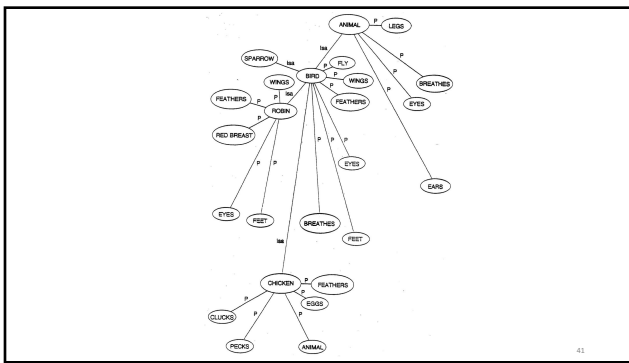 ANIMAL
P
LEGS
Isa
P
P
P
BREATHES
EYES
EARS
SPARROW
Isa
P
FLY
BIRD
P
WINGS
P
FEATHERS
WINGS
P
Isa
FEATHERS
P
ROBIN
P
RED BREAST
P
P
EYES
FEET
P
P
P
EYES
BREATHES
FEET
Isa
CHICKEN
P
FEATHERS
P
EGGS
P
CLUCKS
P
PECKS
P
ANIMAL
41